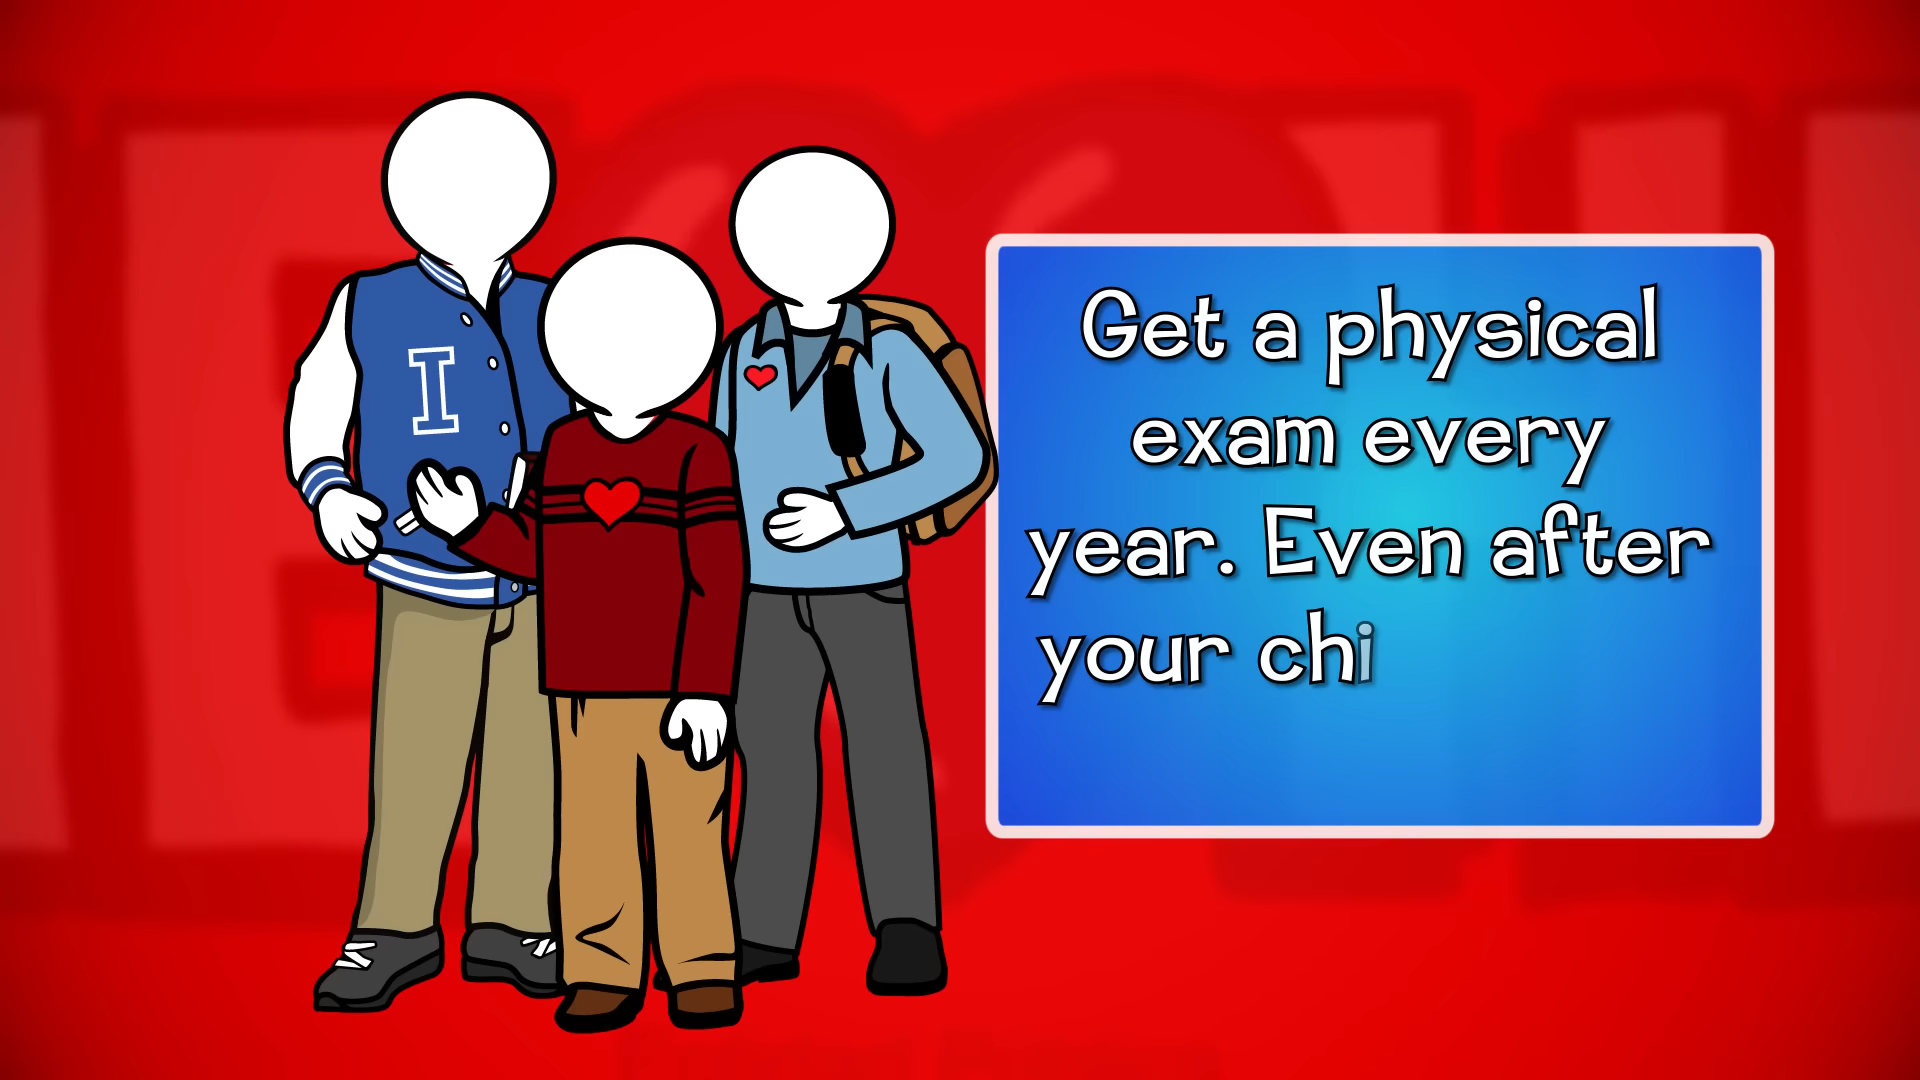 I
Get a physical
exam every
year. Even after
your chi